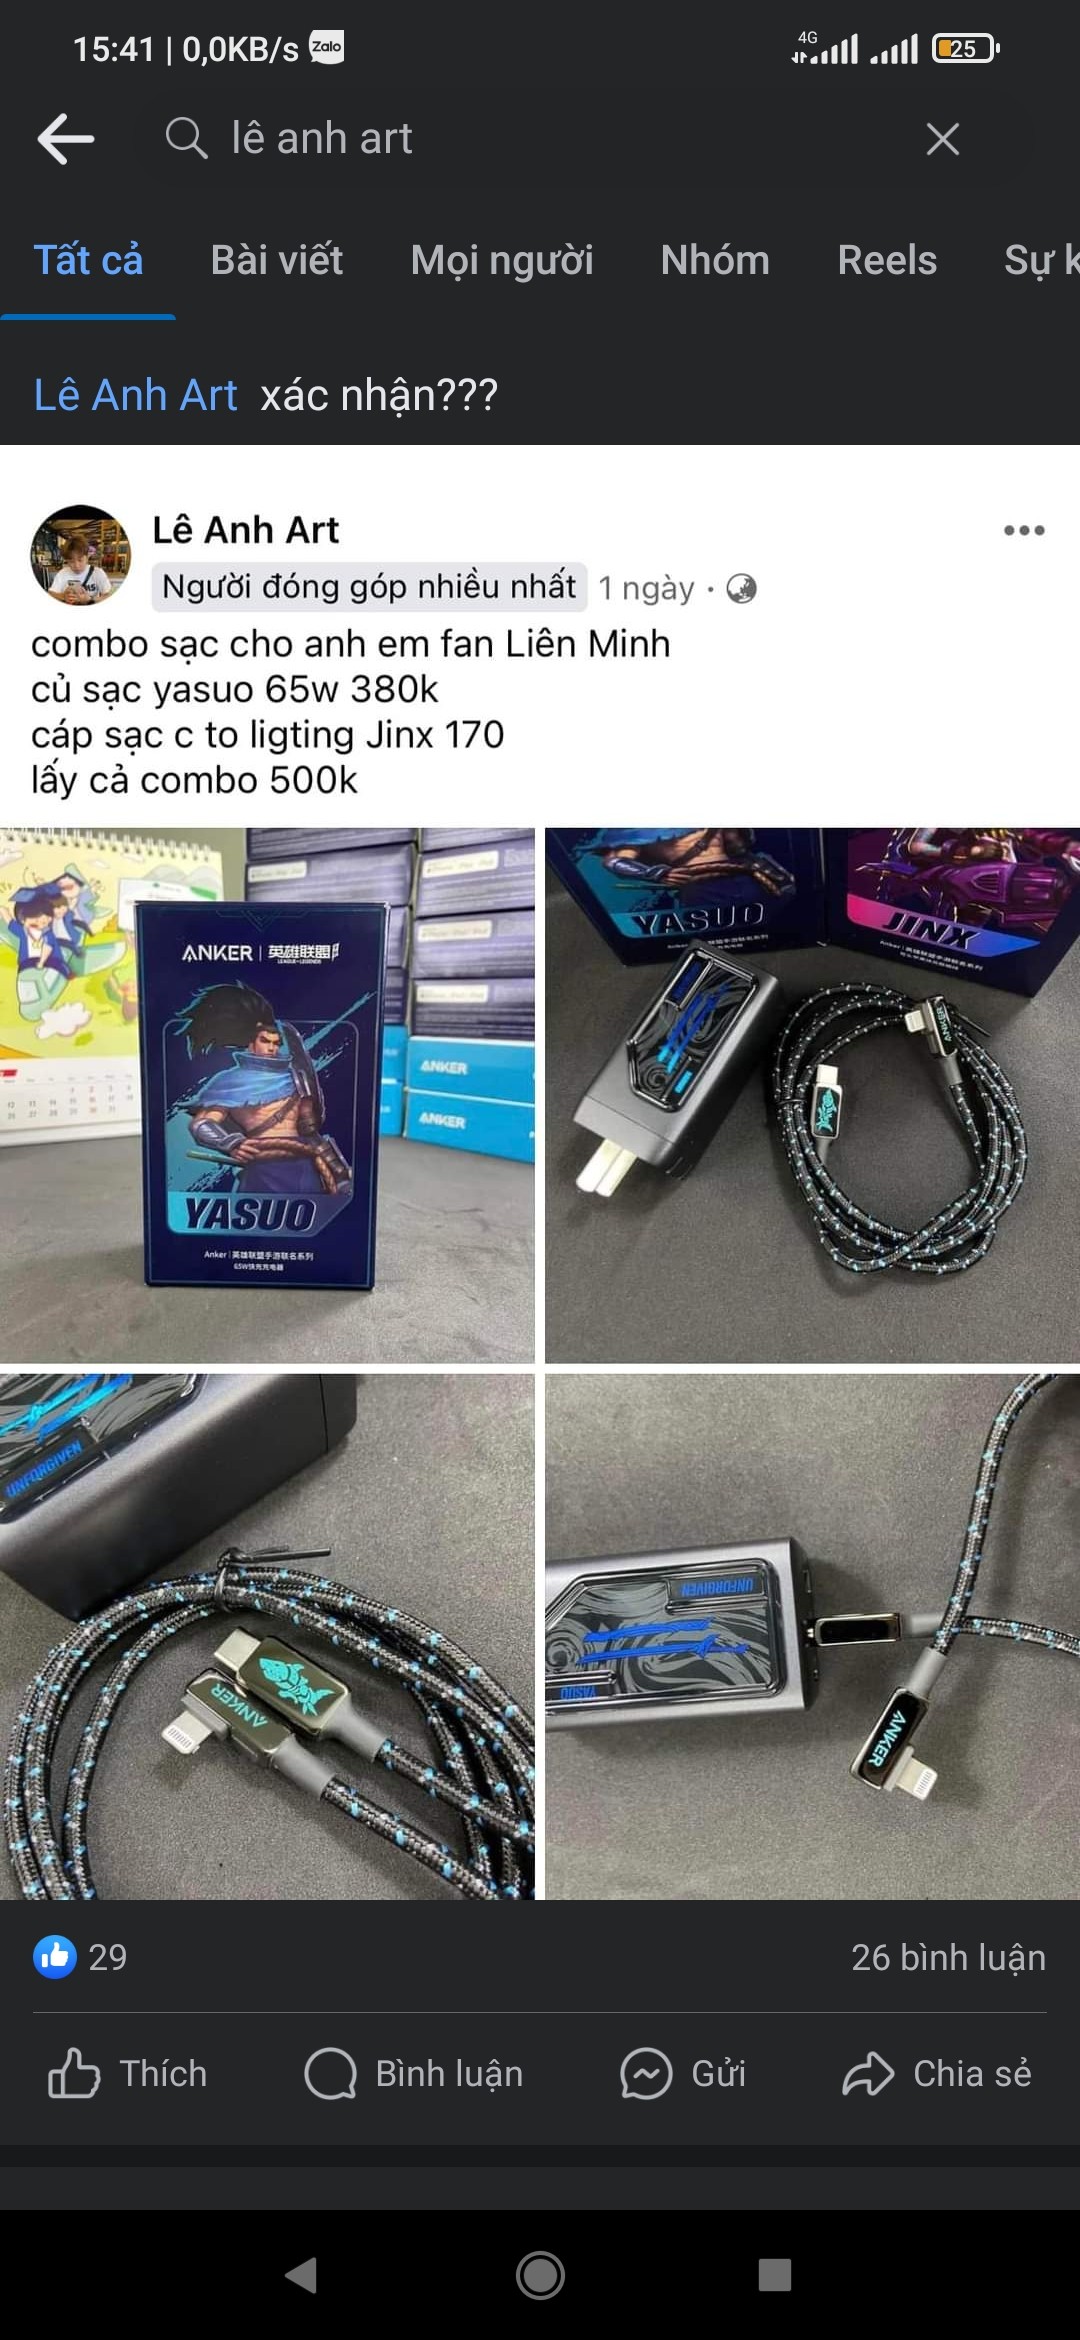 15:41 | 0,0KB/s Zalo
4G
25
lê anh art
Tất cả Bài viết Mọi người Nhóm Reels Sự k
Lê Anh Art xác nhận???
Lê Anh Art
Người đóng góp nhiều nhất 1 ngày ·
combo sạc cho anh em fan Liên Minh
củ sạc yasuo 65w 380k
cáp sạc c to ligting Jinx 170
lấy cả combo 500k
ANKER | 英雄联盟
LEAGUE OF LEGENDS
ANKER
ANKER
YASUO
Anker | 英雄联盟手游联名系列
65W快充充电器
YASUO
JINX
ANKER
UNFORGIVEN
ANKER
UNFORGIVEN
YASUO
ANKER
29
26 bình luận
Thích Bình luận Gửi Chia sẻ